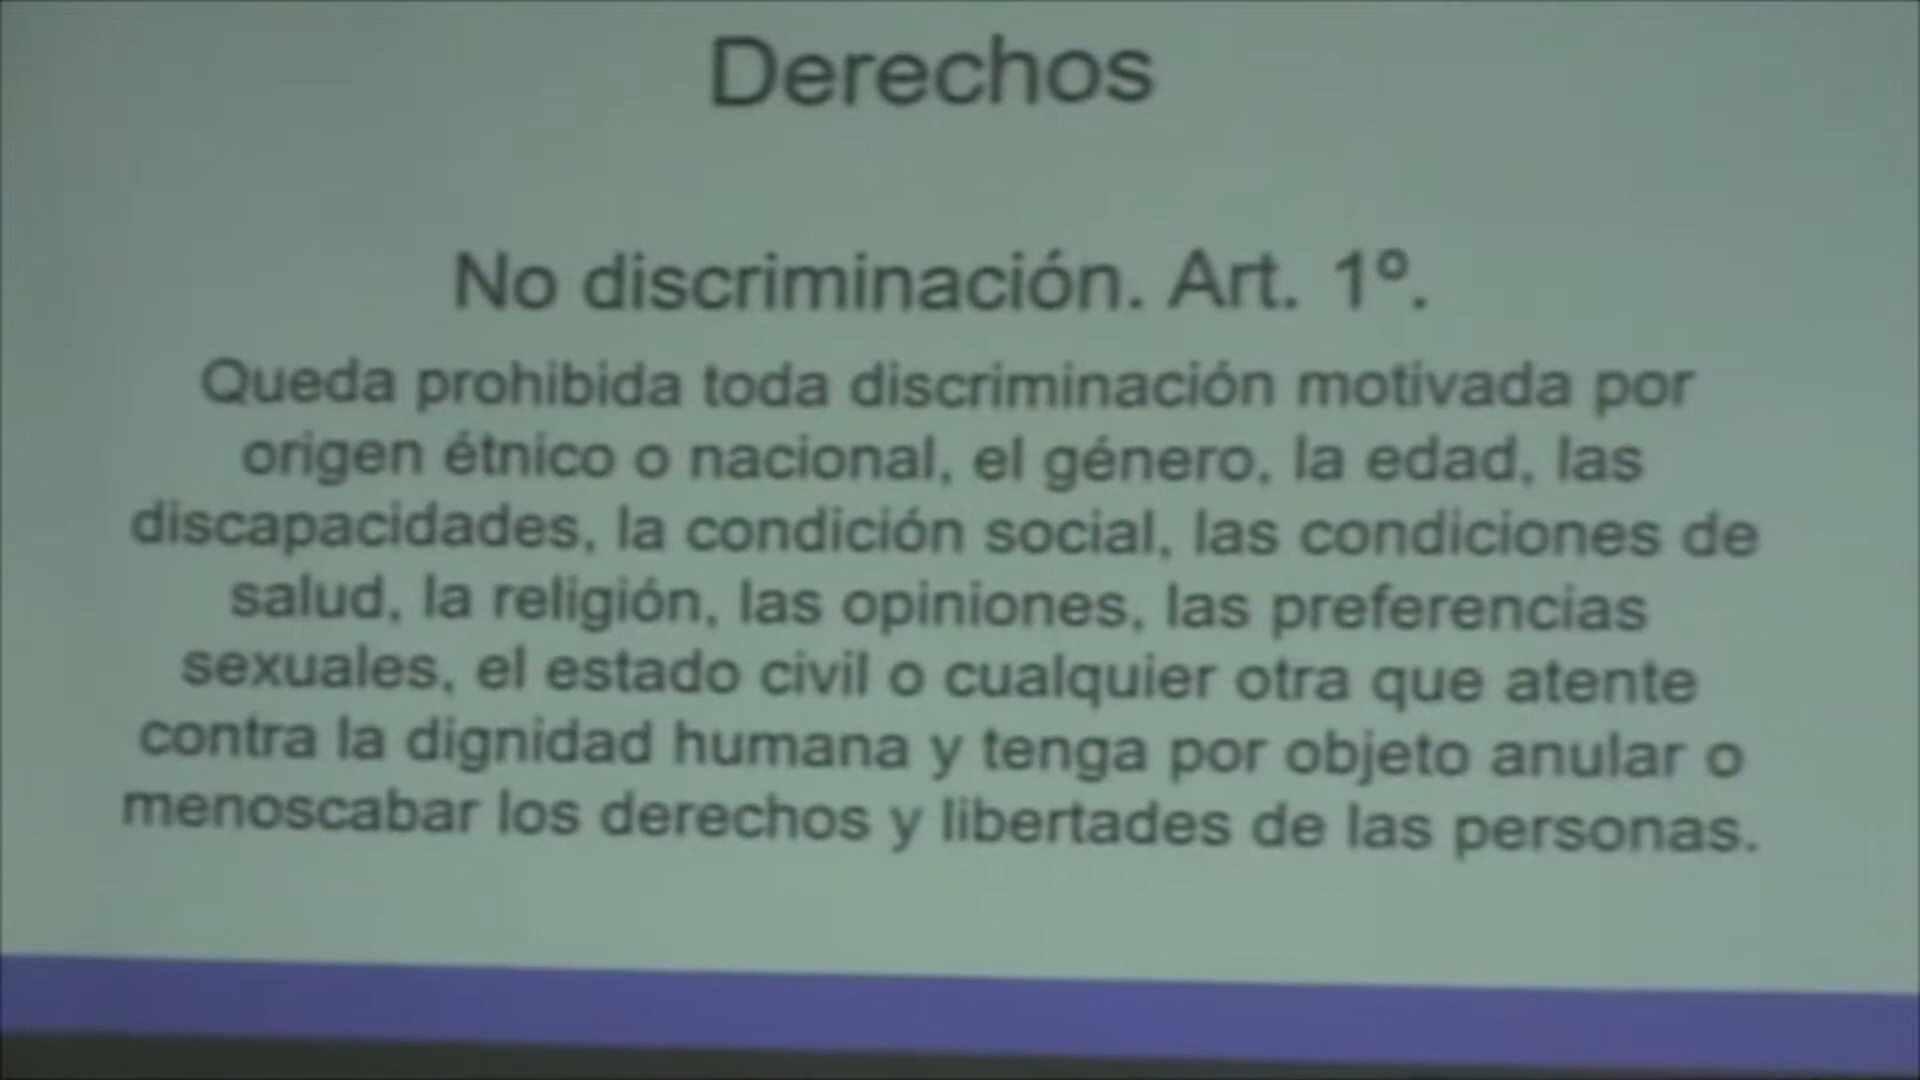 Derechos
No discriminación. Art. 1º.
Queda prohibida toda discriminación motivada por
origen étnico o nacional, el género, la edad, las
discapacidades, la condición social, las condiciones de
salud, la religión, las opiniones, las preferencias
sexuales, el estado civil o cualquier otra que atente
contra la dignidad humana y tenga por objeto anular o
menoscabar los derechos y libertades de las personas.